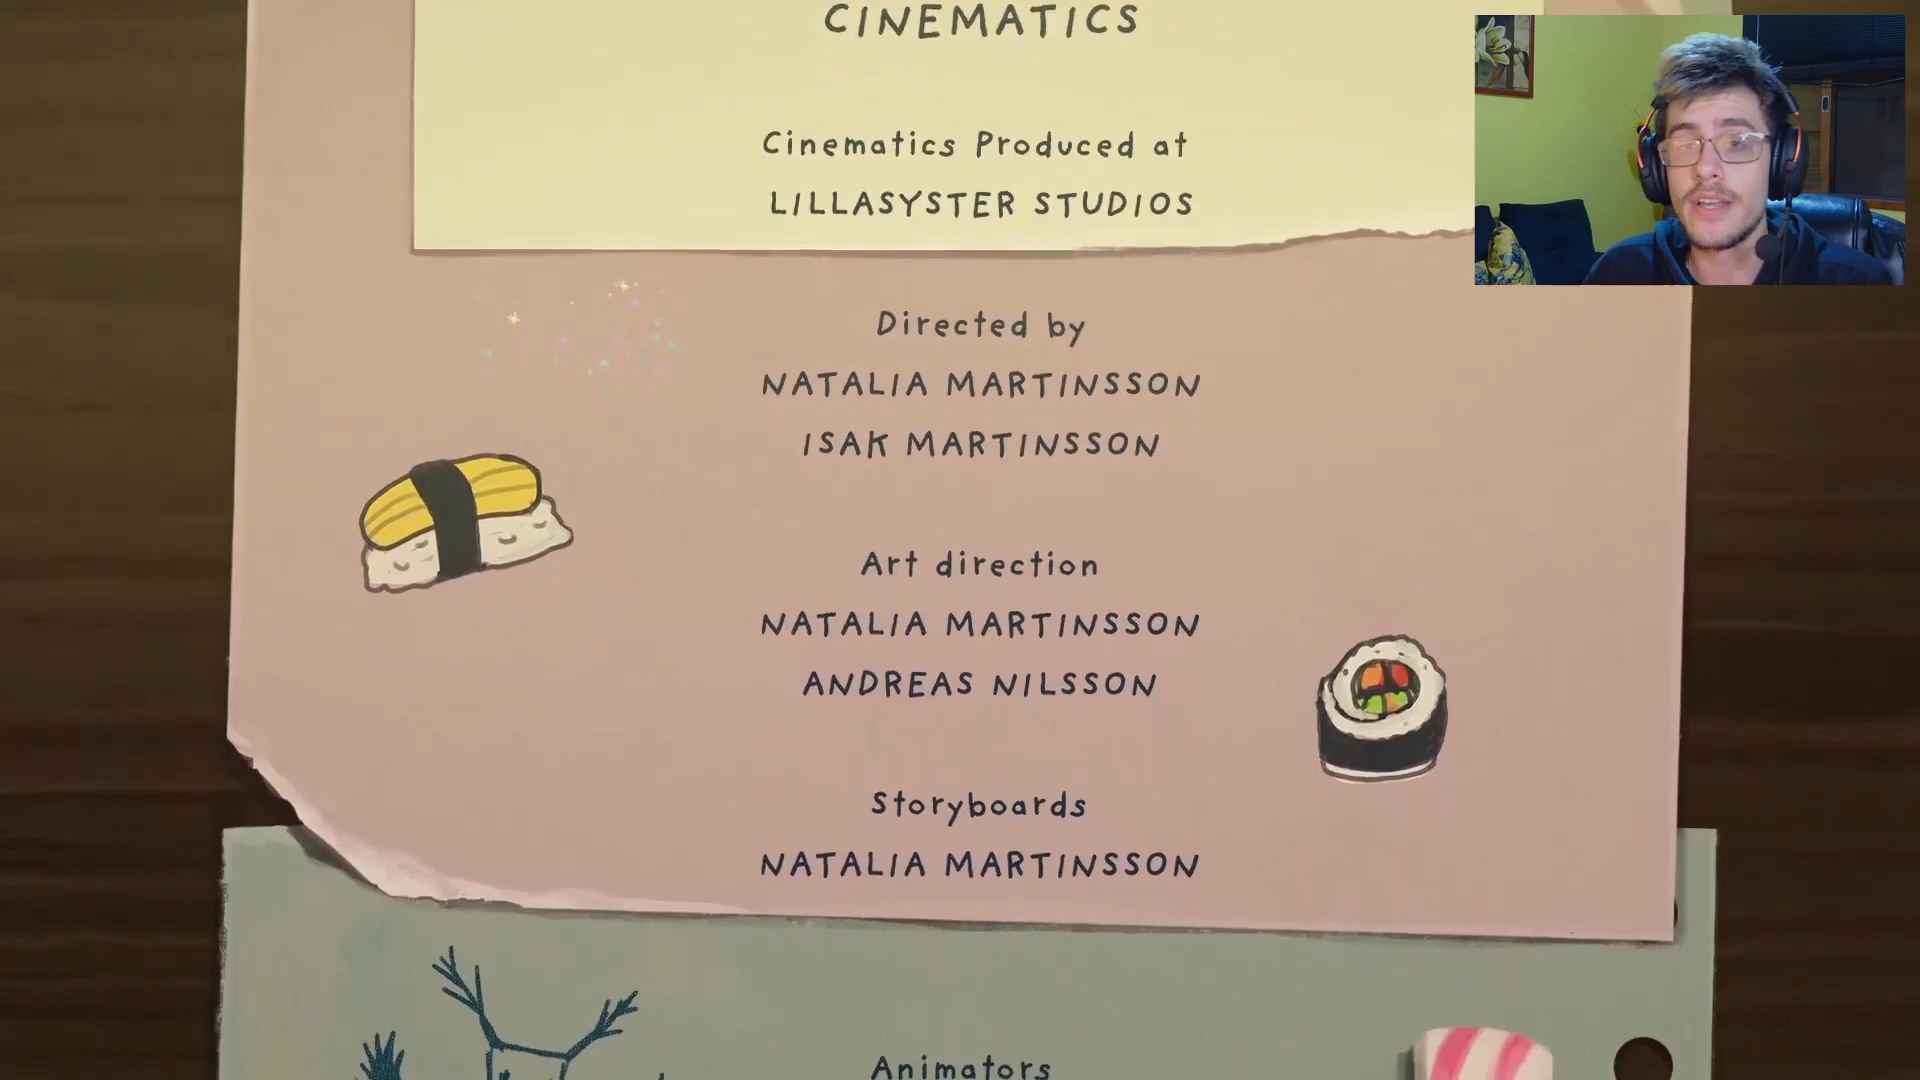 CINEMATICS
Cinematics Produced at
LILLASYSTER STUDIOS
Directed by
NATALIA MARTINSSON
ISAK MARTINSSON
Art direction
NATALIA MARTINSSON
ANDREAS NILSSON
Storyboards
NATALIA MARTINSSON
Animators